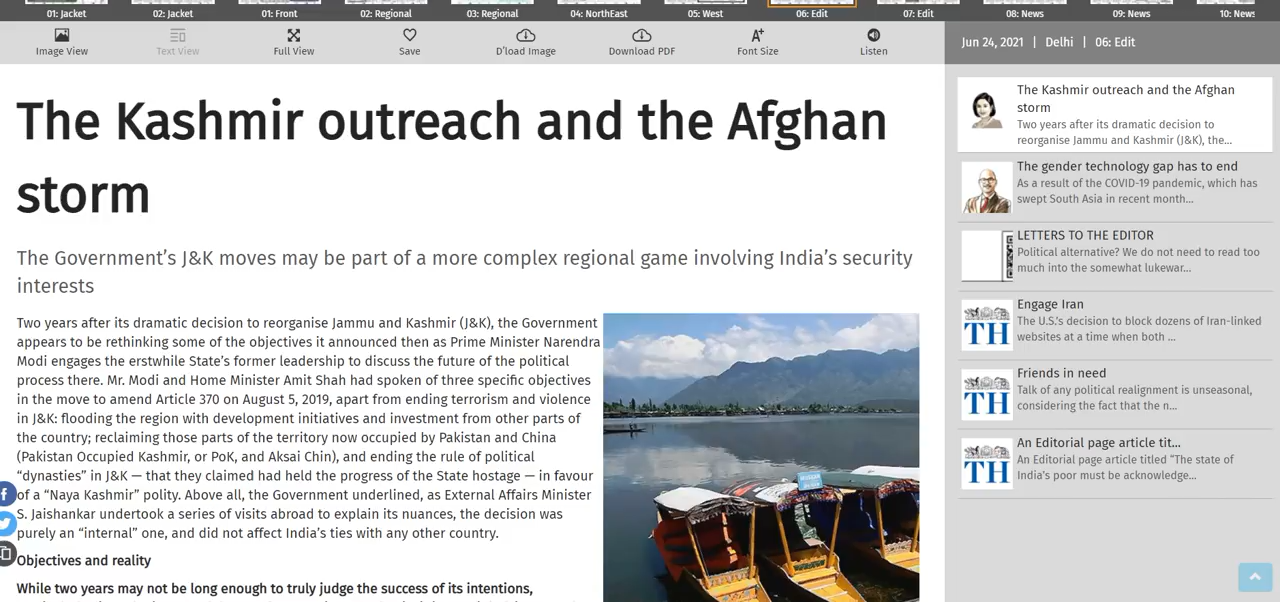 01: Jacket
02: Jacket
01: Front
02: Regional
03: Regional
04: NorthEast
05: West
06: Edit
07: Edit
08: News
09: News
10: News
Image View
Text View
Full View
Save
D'load Image
Download PDF
Font Size
Listen
Jun 24, 2021 | Delhi | 06: Edit
The Kashmir outreach and the Afghan
storm
The Government’s J&K moves may be part of a more complex regional game involving India’s security
interests
Two years after its dramatic decision to reorganise Jammu and Kashmir (J&K), the Government
appears to be rethinking some of the objectives it announced then as Prime Minister Narendra
Modi engages the erstwhile State’s former leadership to discuss the future of the political
process there. Mr. Modi and Home Minister Amit Shah had spoken of three specific objectives
in the move to amend Article 370 on August 5, 2019, apart from ending terrorism and violence
in J&K: flooding the region with development initiatives and investment from other parts of
the country; reclaiming those parts of the territory now occupied by Pakistan and China
(Pakistan Occupied Kashmir, or PoK, and Aksai Chin), and ending the rule of political
“dynasties” in J&K — that they claimed had held the progress of the State hostage — in favour
of a “Naya Kashmir” polity. Above all, the Government underlined, as External Affairs Minister
S. Jaishankar undertook a series of visits abroad to explain its nuances, the decision was
purely an “internal” one, and did not affect India’s ties with any other country.
Objectives and reality
While two years may not be long enough to truly judge the success of its intentions,
The Kashmir outreach and the Afghan
storm
Two years after its dramatic decision to
reorganise Jammu and Kashmir (J&K), the...
The gender technology gap has to end
As a result of the COVID-19 pandemic, which has
swept South Asia in recent month...
LETTERS TO THE EDITOR
Political alternative? We do not need to read too
much into the somewhat lukewar...
TH
Engage Iran
The U.S.'s decision to block dozens of Iran-linked
websites at a time when both ...
TH
Friends in need
Talk of any political realignment is unseasonal,
considering the fact that the n...
TH
An Editorial page article tit...
An Editorial page article titled “The state of
India's poor must be acknowledge...